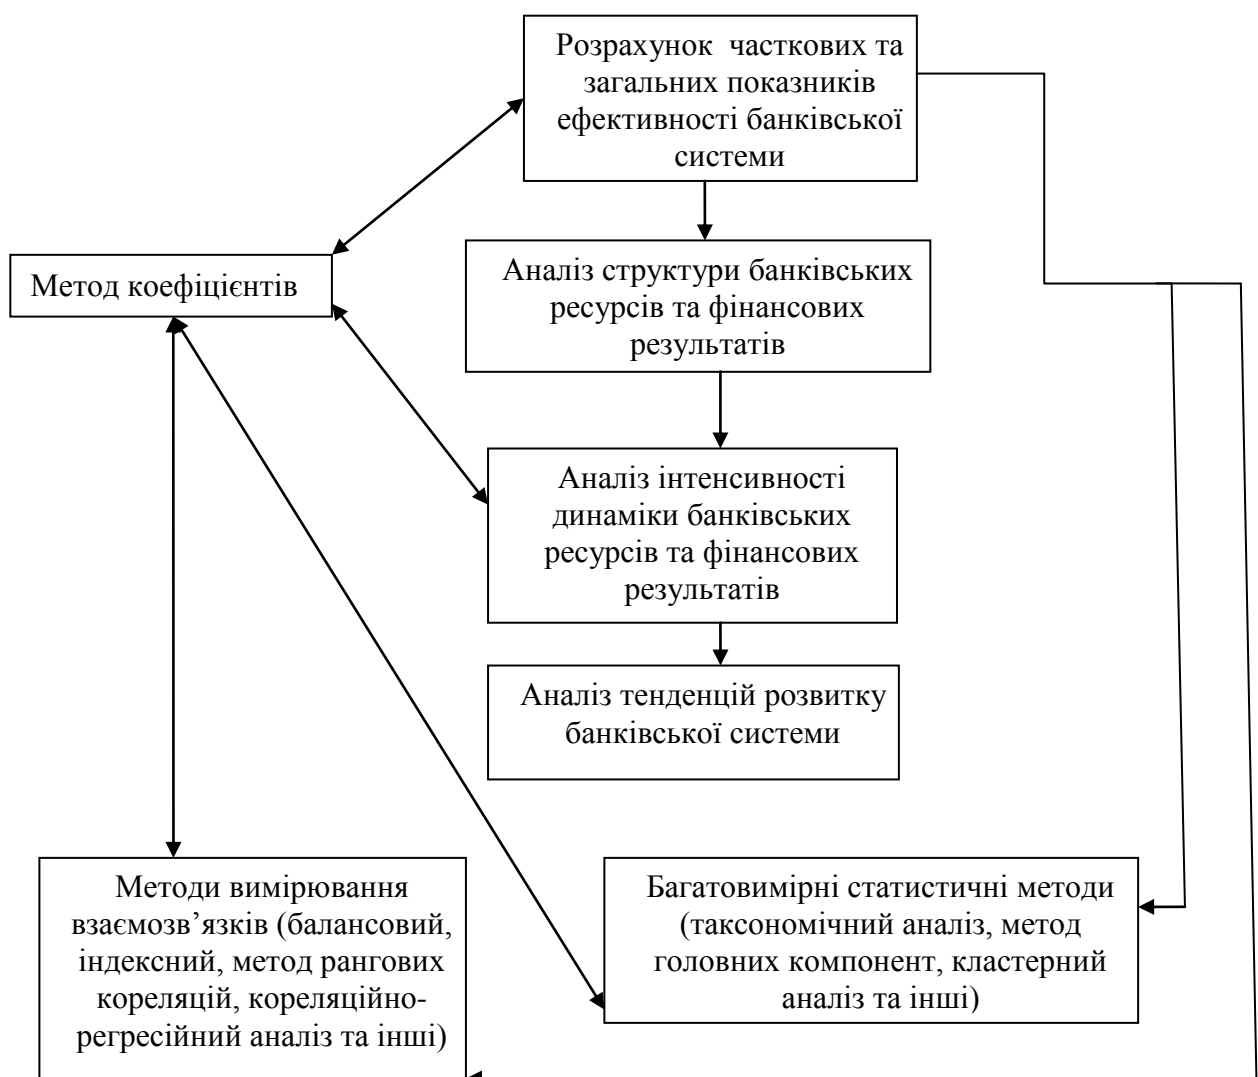 Розрахунок часткових та
загальних показників
ефективності банківської
системи
Метод коефіцієнтів
Аналіз структури банківських
ресурсів та фінансових
результатів
Аналіз інтенсивності
динаміки банківських
ресурсів та фінансових
результатів
Аналіз тенденцій розвитку
банківської системи
Методи вимірювання
взаємозв’язків (балансовий,
індексний, метод рангових
кореляцій, кореляційно-
регресійний аналіз та інші)
Багатовимірні статистичні методи
(таксономічний аналіз, метод
головних компонент, кластерний
аналіз та інші)